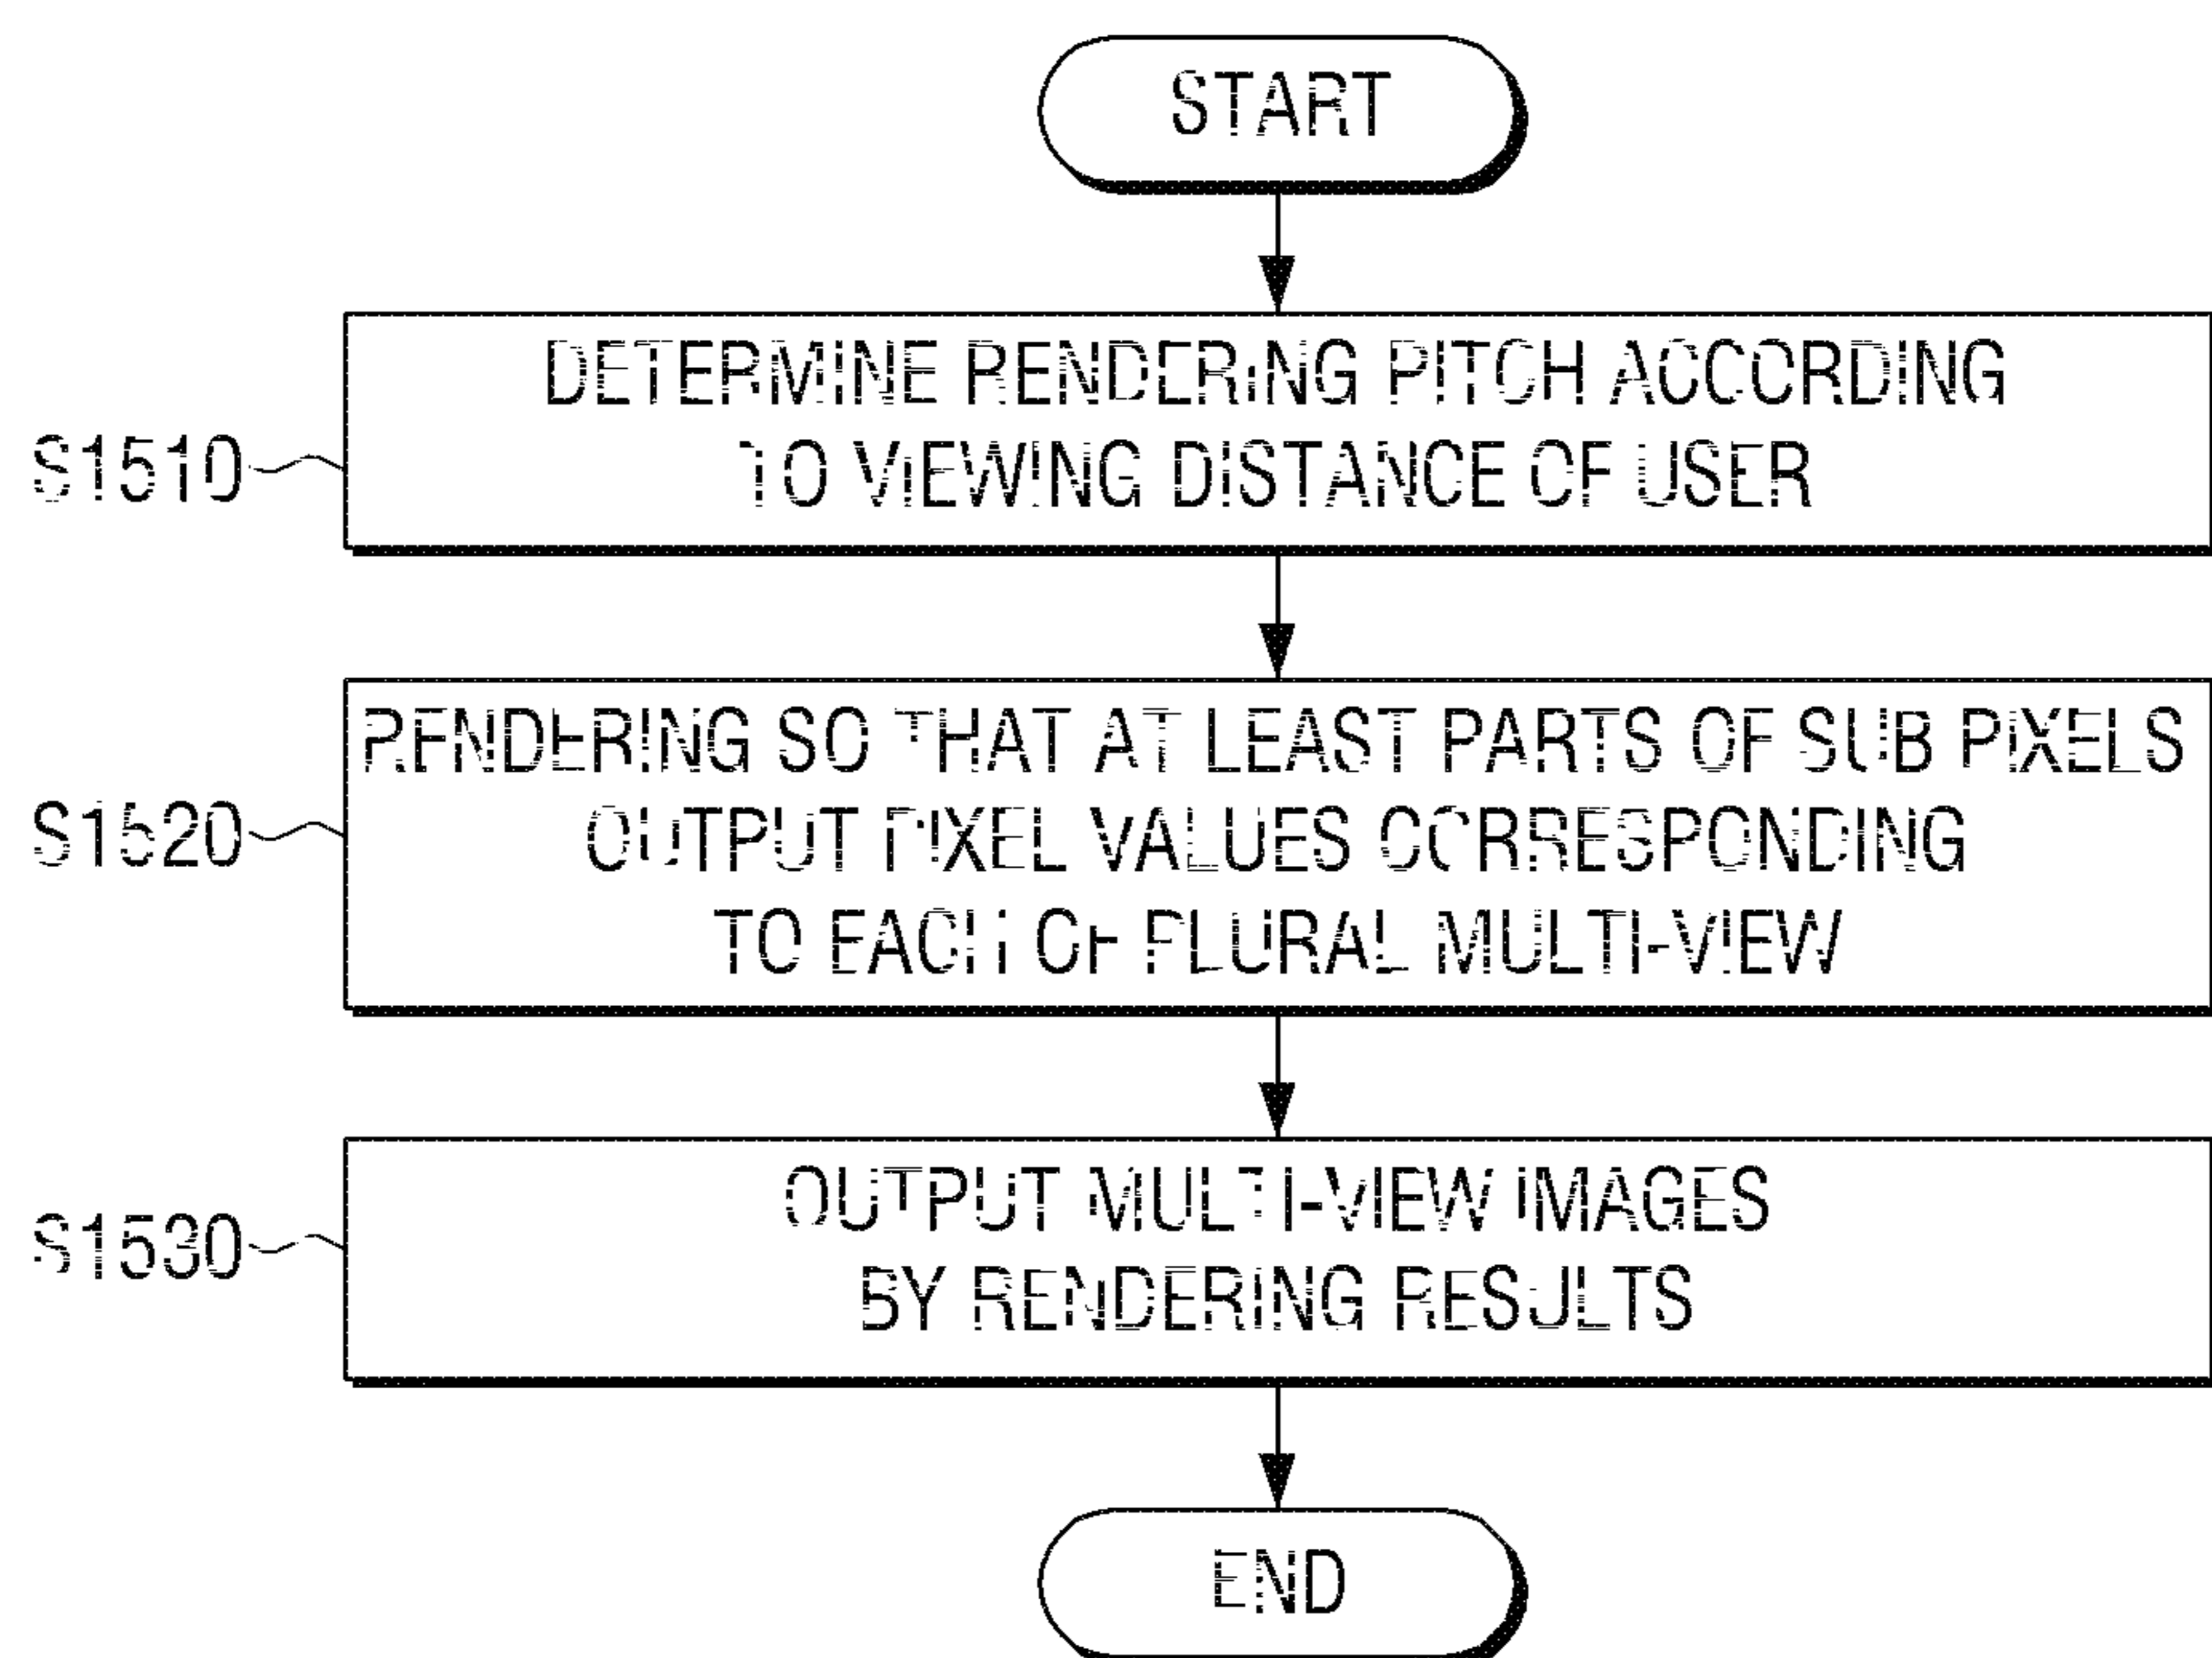 START
DETERMINE RENDERING PITCH ACCORDING
S1510
TO VIEWING DISTANCE OF USER
RENDERING SO THAT AT LEAST PARTS OF SUB PIXELS
S1520
OUTPUT PIXEL VALUES CORRESPONDING
TO EACH OF PLURAL MULTI-VIEW
OUTPUT MULTI-VIEW IMAGES
S1530
BY RENDERING RESULTS
END